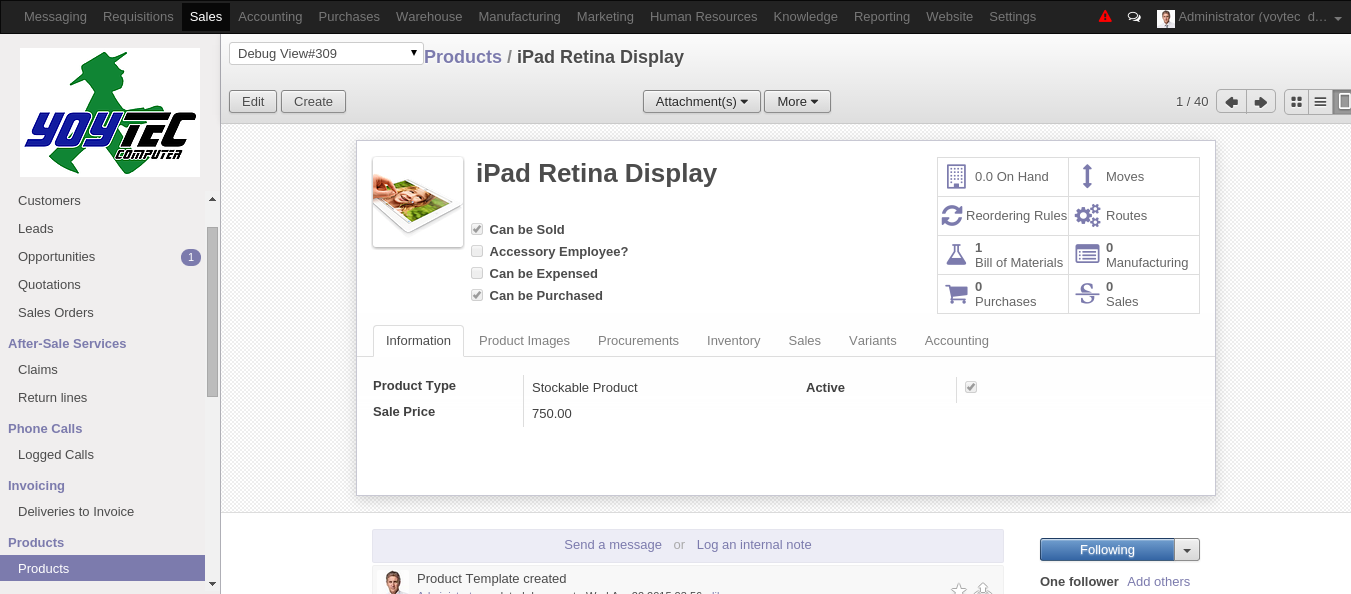 Messaging Requisitions Sales Accounting Purchases Warehouse Manufacturing Marketing Human Resources Knowledge Reporting Website Settings Administrator (yoytec_d...
YOYTEC
COMPUTER
Debug View#309 Products / iPad Retina Display
Edit Create Attachment(s) More 1 / 40
Customers
Leads
Opportunities 1
Quotations
Sales Orders
After-Sale Services
Claims
Return lines
Phone Calls
Logged Calls
Invoicing
Deliveries to Invoice
Products
Products
iPad Retina Display
Can be Sold
Accessory Employee?
Can be Expensed
Can be Purchased
0.0 On Hand Moves
Reordering Rules Routes
1 Bill of Materials 0 Manufacturing
0 Purchases 0 Sales
Information Product Images Procurements Inventory Sales Variants Accounting
Product Type Stockable Product Active
Sale Price 750.00
Send a message or Log an internal note
Following
Product Template created
One follower Add others